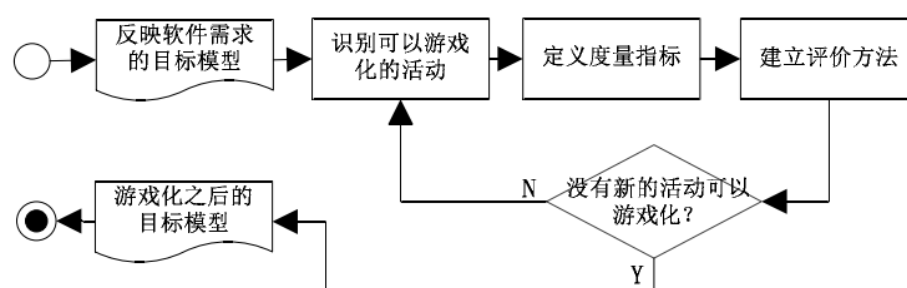 反映软件需求
的目标模型
识别可以游戏
化的活动
定义度量指标
建立评价方法
没有新的活动可以
游戏化?
N
Y
游戏化之后的
目标模型